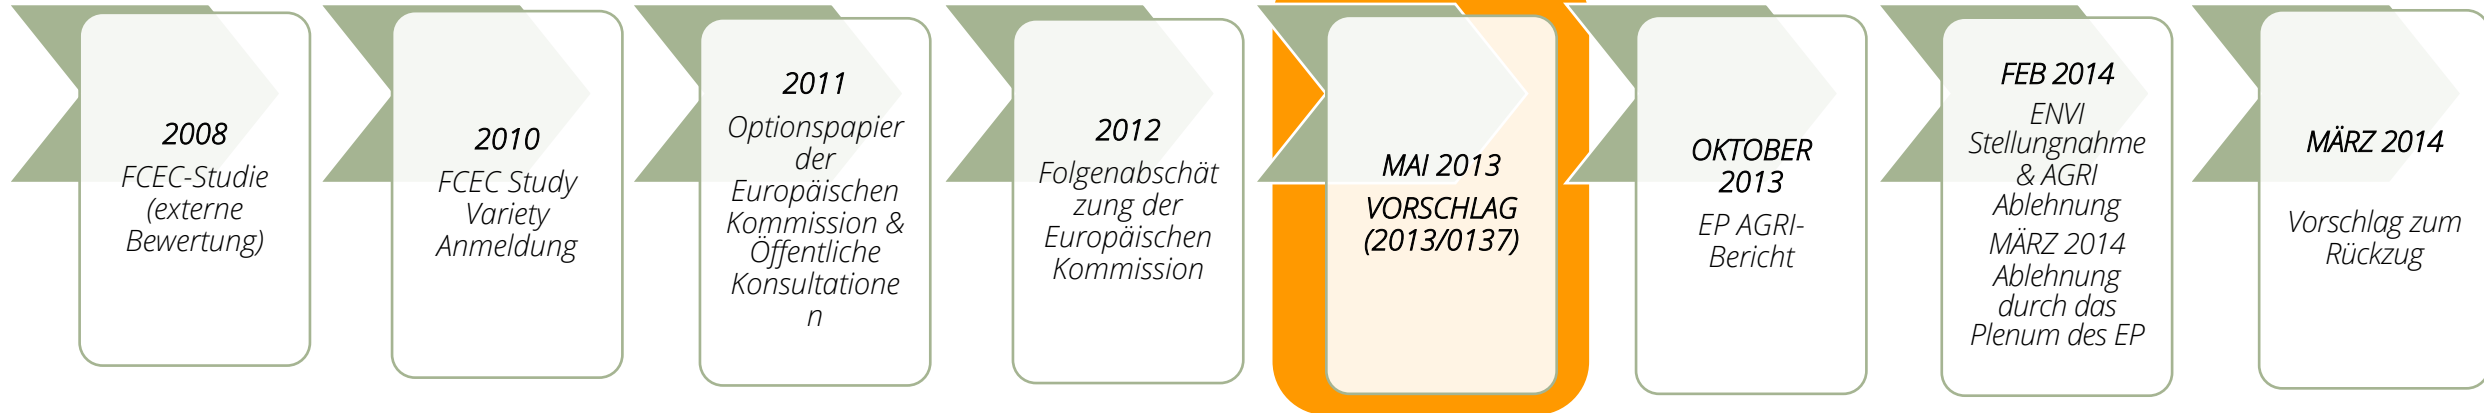 2008
FCEC-Studie
(externe
Bewertung)
2010
FCEC Study
Variety
Anmeldung
2011
Optionspapier
der
Europäischen
Kommission &
Öffentliche
Konsultatione
n
2012
Folgenabschät
zung der
Europäischen
Kommission
MAI 2013
VORSCHLAG
(2013/0137)
OKTOBER
2013
EP AGRI-
Bericht
FEB 2014
ENVI
Stellungnahme
& AGRI
Ablehnung
MÄRZ 2014
Ablehnung
durch das
Plenum des EP
MÄRZ 2014
Vorschlag zum
Rückzug